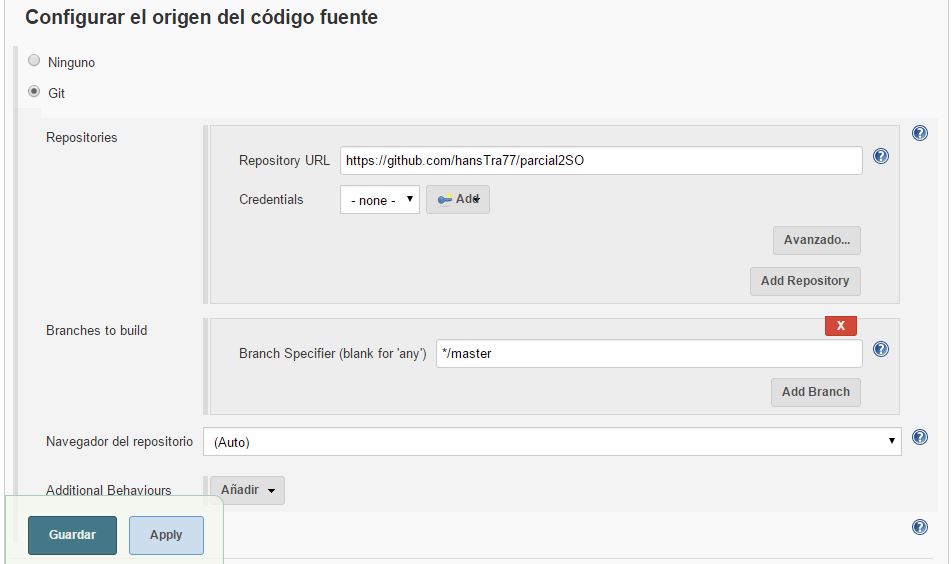 Configurar el origen del código fuente
Ninguno
Git
Repositories
Repository URL https://github.com/hansTra77/parcial2SO
Credentials - none - Add
Avanzado...
Add Repository
Branches to build
X
Branch Specifier (blank for 'any') */master
Add Branch
Navegador del repositorio (Auto)
Additional Behaviours Añadir
Guardar Apply